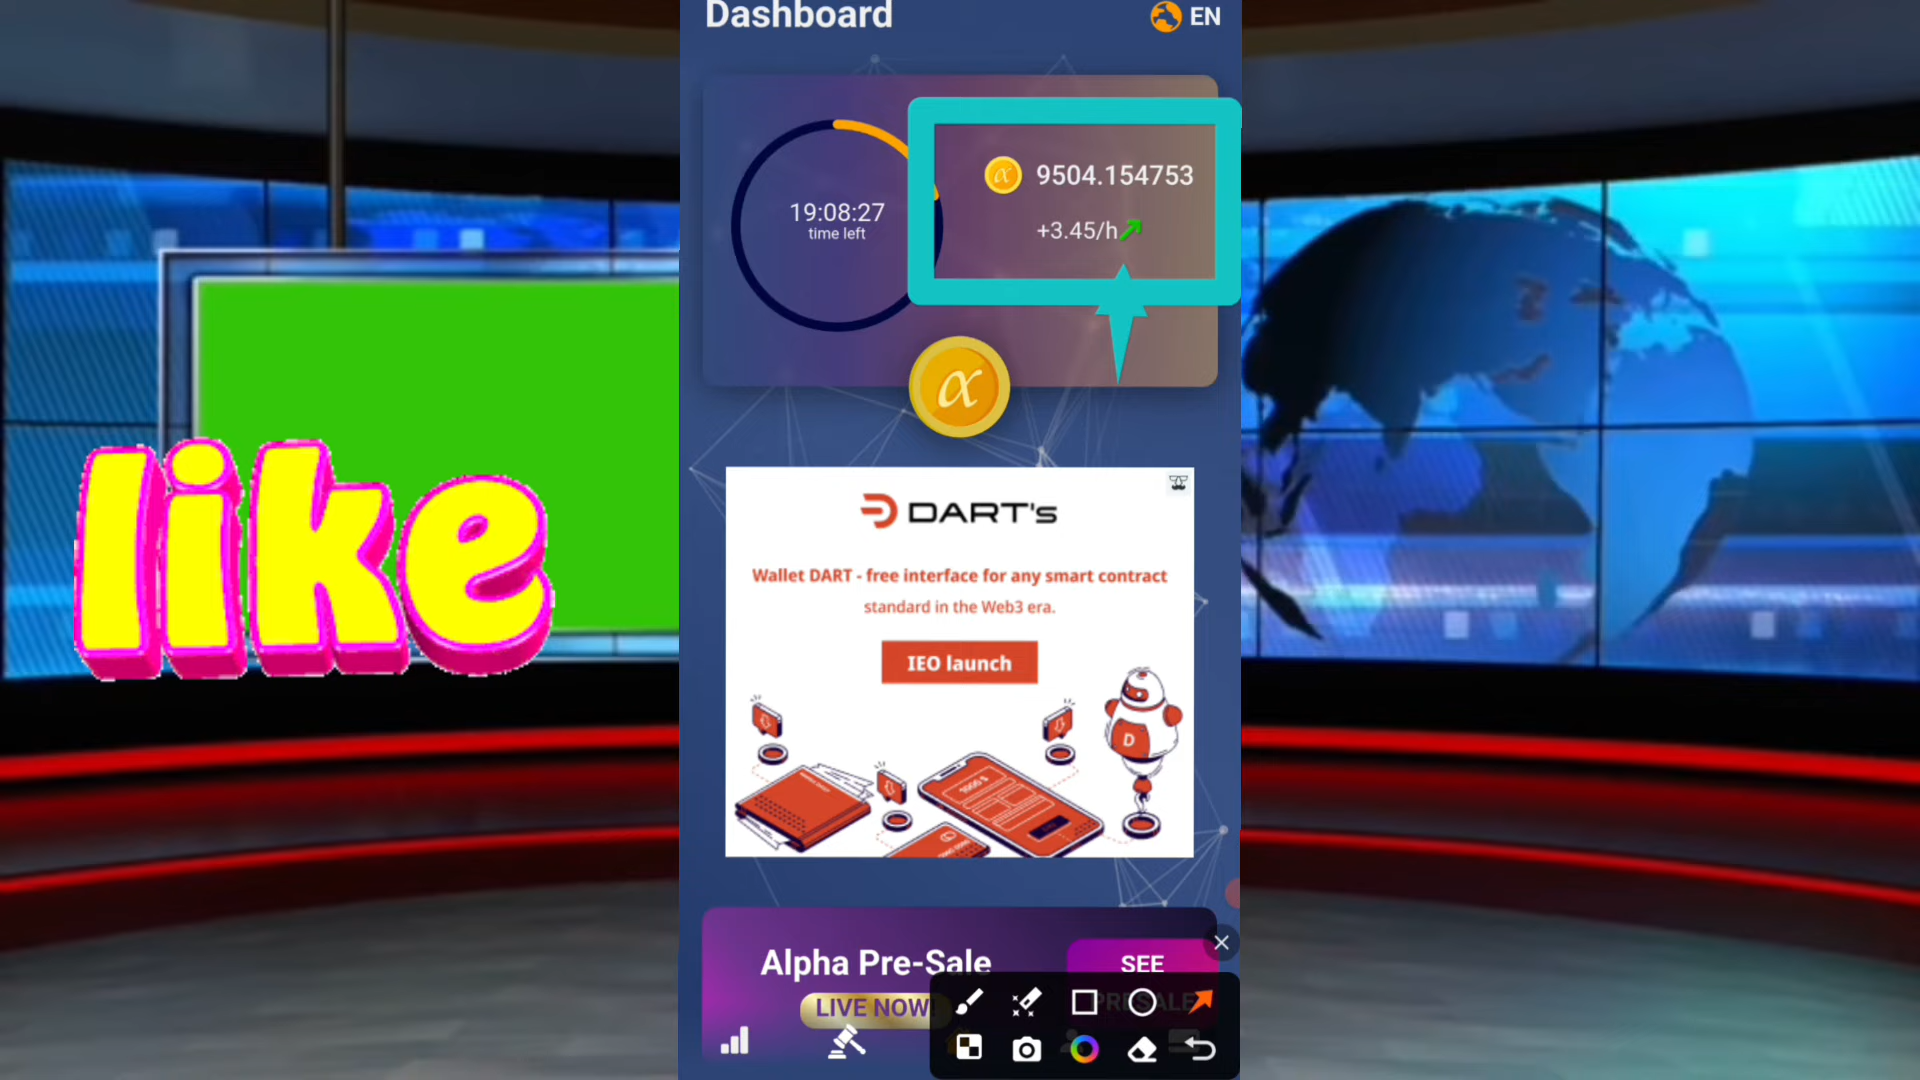 Dashboard
EN
9504.154753
+3.45/h
19:08:27
time left
α
like
DART's
Wallet DART - free interface for any smart contract
standard in the Web3 era.
IEO launch
D
Alpha Pre-Sale
SEE
PRESALE
LIVE NOW